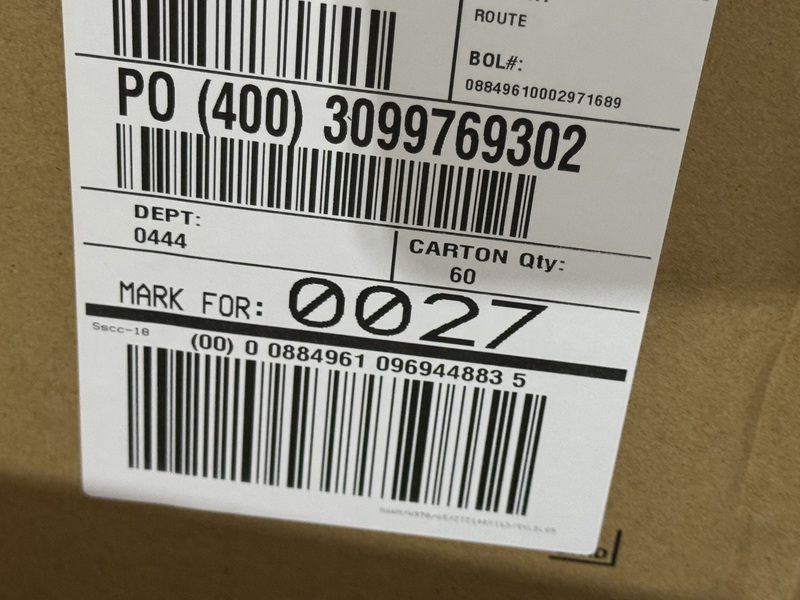 ROUTE
BOL#:
08849610002971689
PO (400) 3099769302
DEPT:
0444
CARTON Qty:
60
MARK FOR: 0027
Sscc-18
(00) 0 0884961 096944883 5